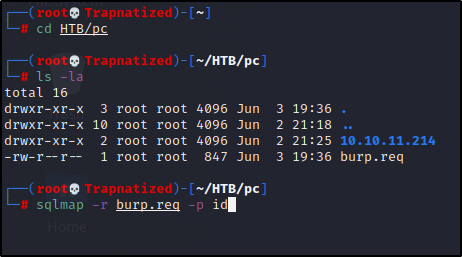 ┌──(root💀Trapnatized)-[~]
└─# cd HTB/pc
┌──(root💀Trapnatized)-[~/HTB/pc]
└─# ls -la
total 16
drwxr-xr-x  3 root root 4096 Jun  3 19:36 .
drwxr-xr-x 10 root root 4096 Jun  2 21:18 ..
drwxr-xr-x  2 root root 4096 Jun  2 21:25 10.10.11.214
-rw-r--r--  1 root root  847 Jun  3 19:36 burp.req
┌──(root💀Trapnatized)-[~/HTB/pc]
└─# sqlmap -r burp.req -p id
Home